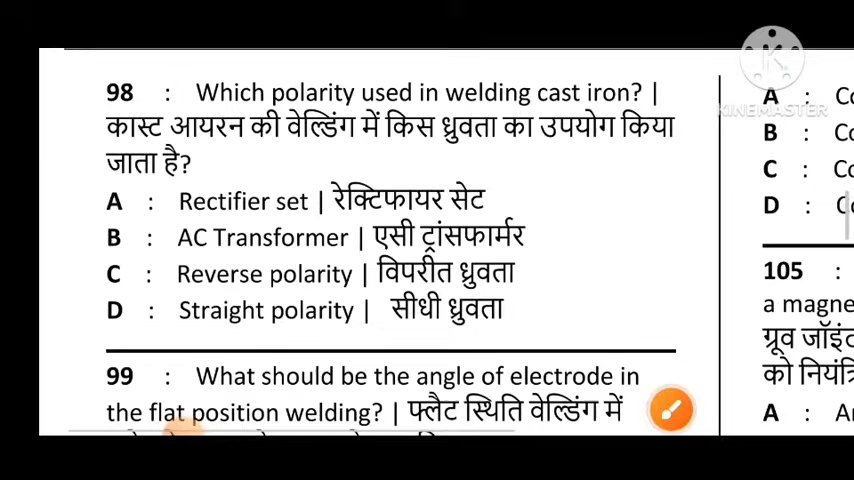 98 : Which polarity used in welding cast iron? |
कास्ट आयरन की वेल्डिंग में किस ध्रुवता का उपयोग किया
जाता है?
A : Rectifier set | रेक्टिफायर सेट
B : AC Transformer | एसी ट्रांसफार्मर
C : Reverse polarity | विपरीत ध्रुवता
D : Straight polarity | सीधी ध्रुवता
99 : What should be the angle of electrode in
the flat position welding? | फ्लैट स्थिति वेल्डिंग में
KINEMASTER
A :
B :
C :
D :
105 :
a magne
ग्रूव जॉइंट
को नियंत्रि
A :